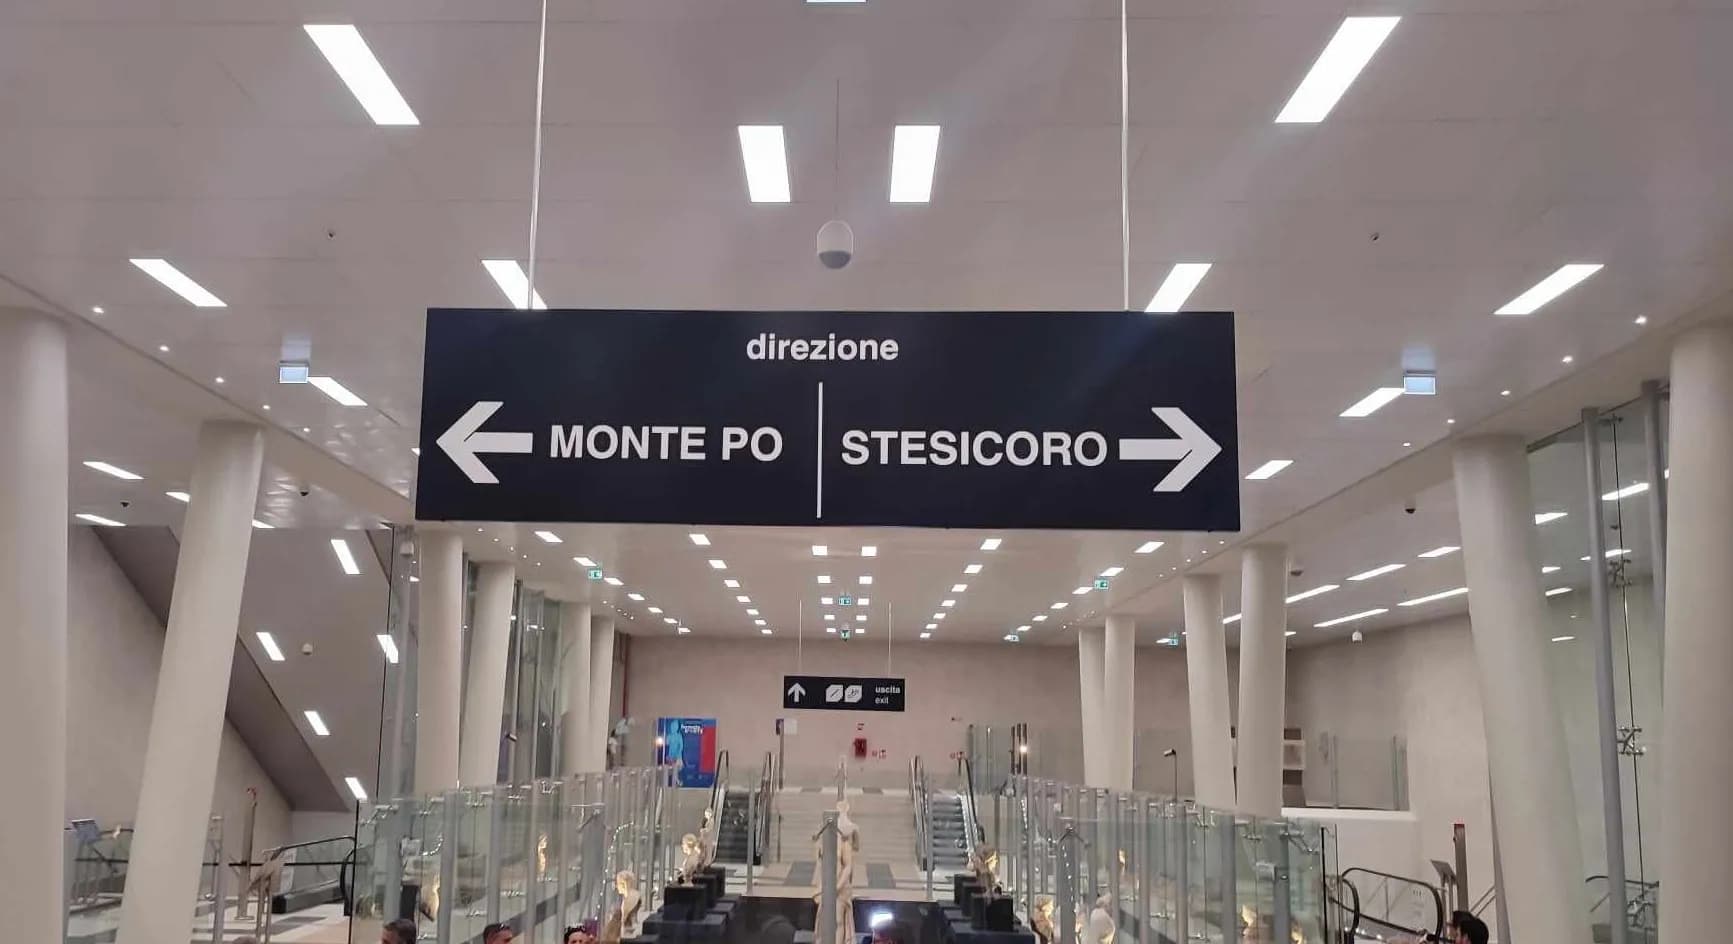 direzione
MONTE PO
STESICORO
uscita
exit